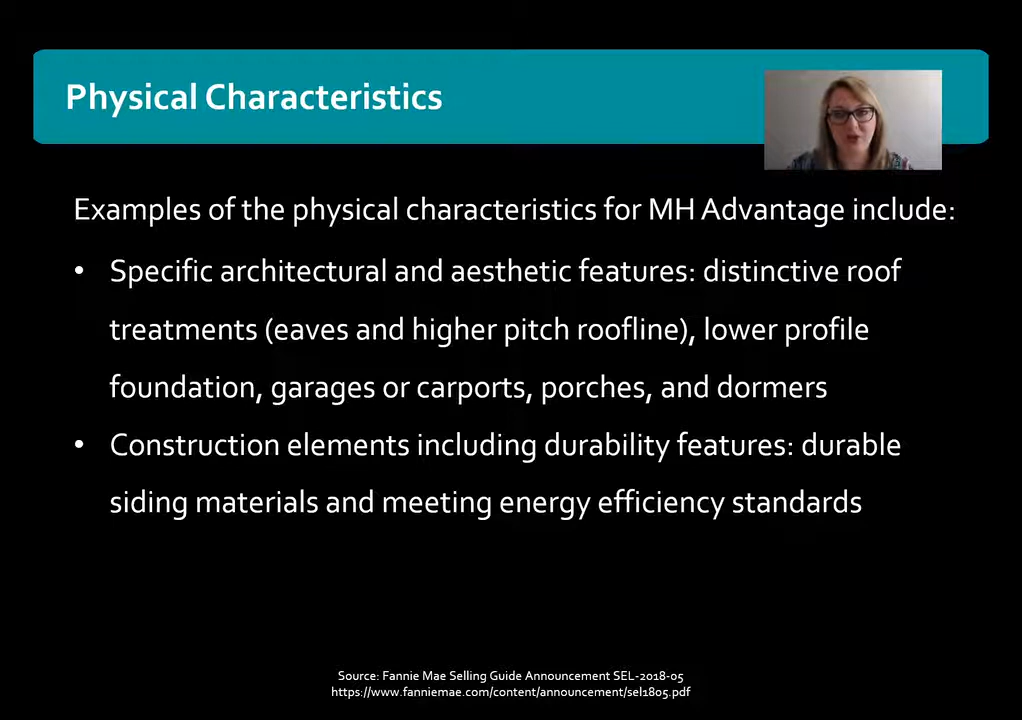 Physical Characteristics
Examples of the physical characteristics for MH Advantage include:
• Specific architectural and aesthetic features: distinctive roof
treatments (eaves and higher pitch roofline), lower profile
foundation, garages or carports, porches, and dormers
• Construction elements including durability features: durable
siding materials and meeting energy efficiency standards
Source: Fannie Mae Selling Guide Announcement SEL-2018-05
https://www.fanniemae.com/content/announcement/sel1805.pdf